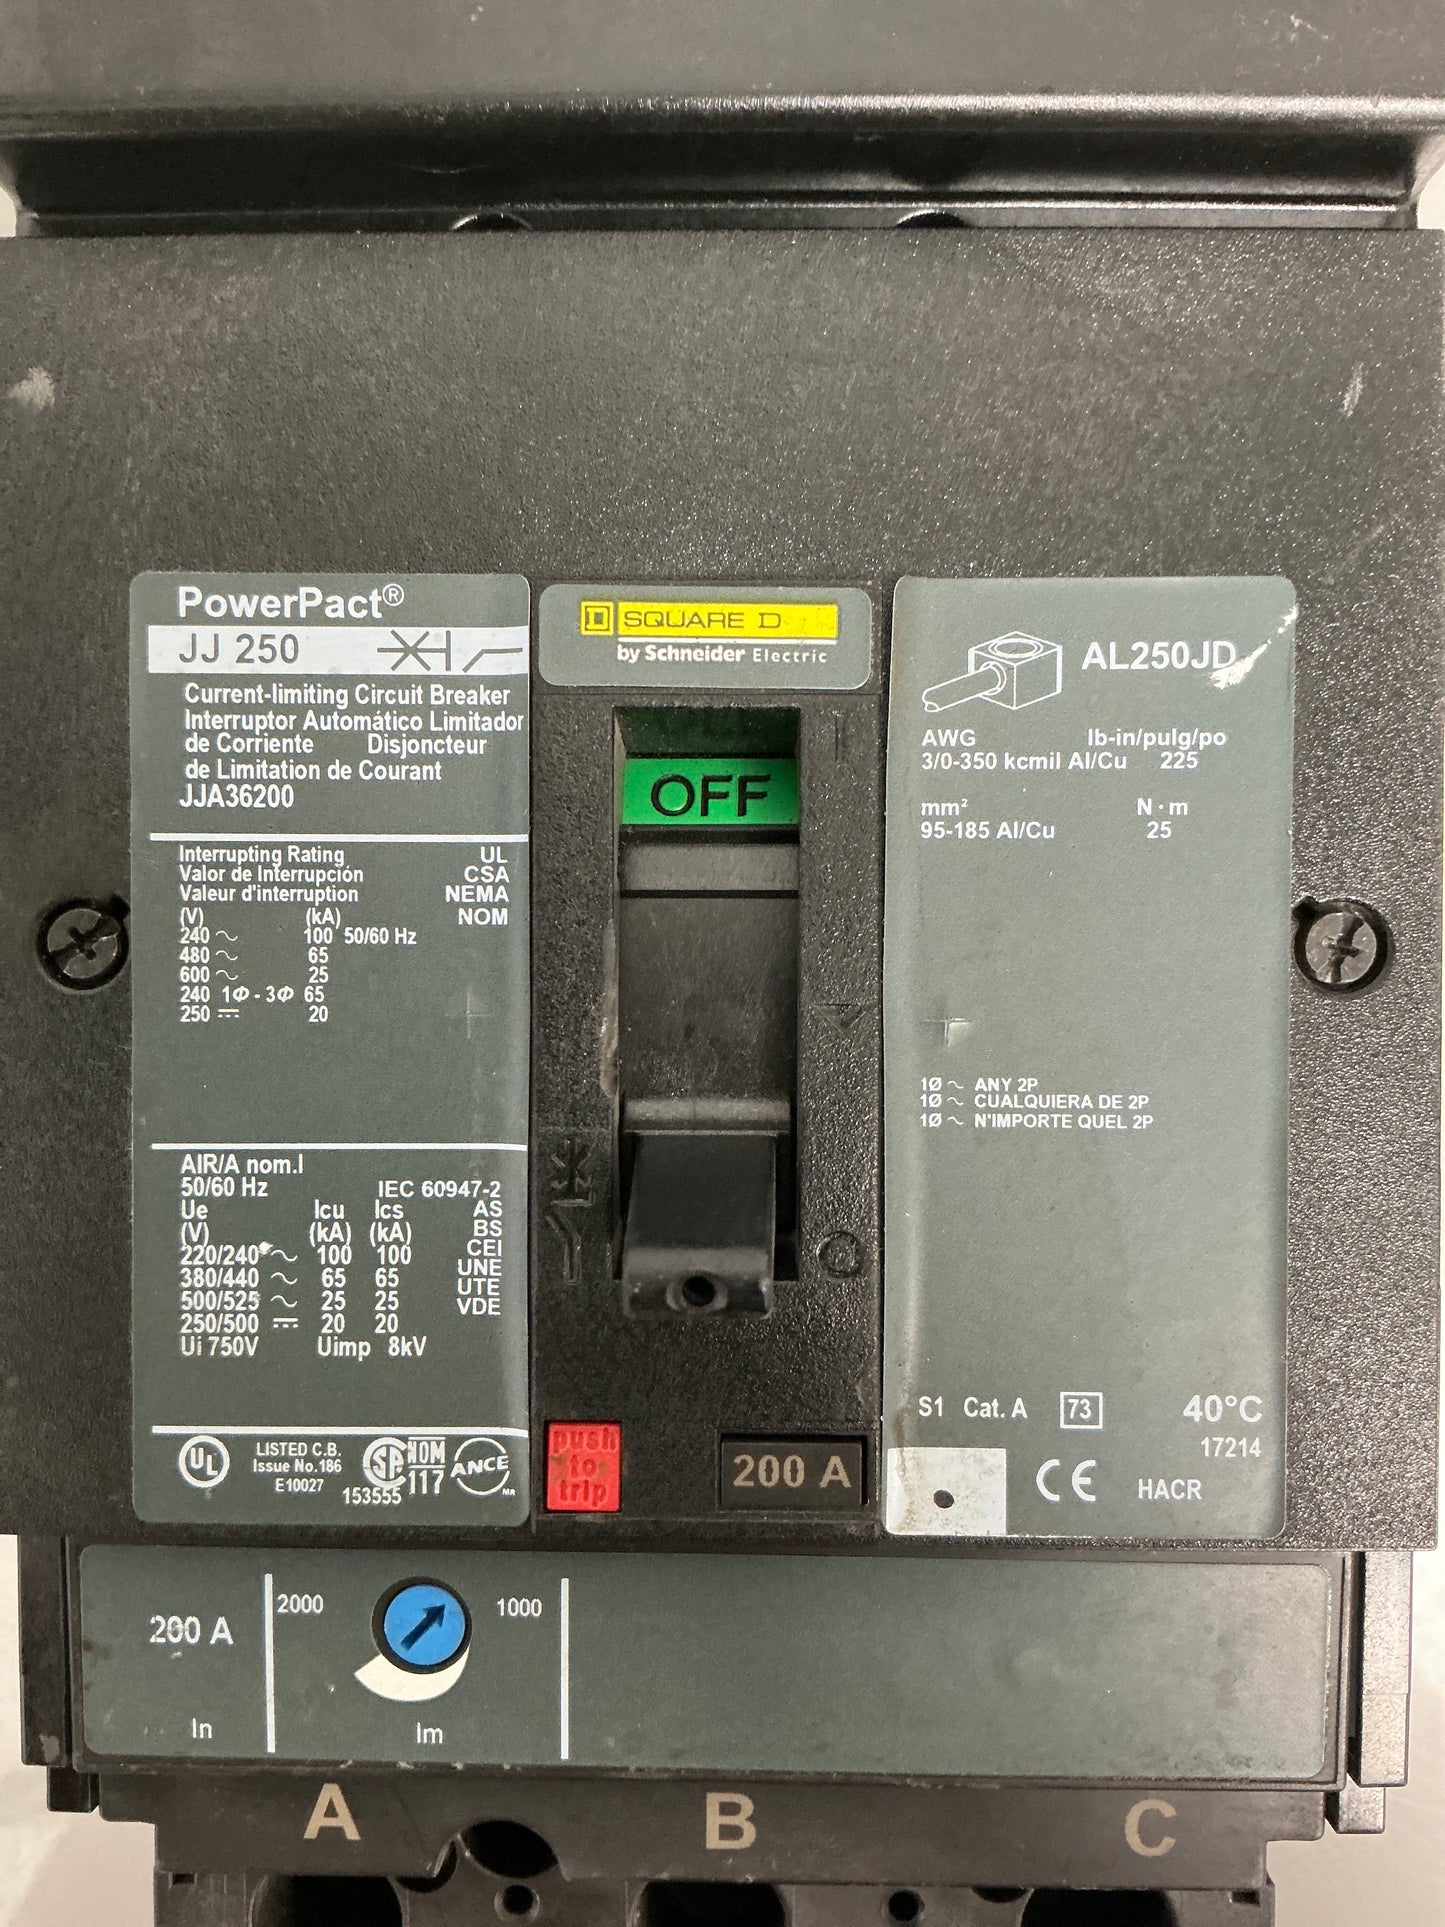 PowerPact®
JJ 250
Current-limiting Circuit Breaker
Interruptor Automático Limitador
de Corriente Disjoncteur
de Limitation de Courant
JJA36200
Interrupting Rating UL
Valor de Interrupción CSA
Valeur d'interruption NEMA
(V) (kA) NOM
240 ~ 100 50/60 Hz
480 ~ 65
600 ~ 25
240 1Φ - 3Φ 65
250 ⎓ 20
AIR/A nom.I
50/60 Hz IEC 60947-2
Ue Icu Ics AS
(V) (kA) (kA) BS
220/240 ~ 100 100 CEI
380/440 ~ 65 65 UNE
500/525 ~ 25 25 UTE
250/500 ⎓ 20 20 VDE
Ui 750V Uimp 8kV
UL
LISTED C.B.
Issue No.186
E10027
SP
153555
NOM
117
ANCE
MR
D SQUARE D
by Schneider Electric
I
OFF
O
push
to
trip
200 A
AL250JD
AWG lb-in/pulg/po
3/0-350 kcmil Al/Cu 225
mm² N·m
95-185 Al/Cu 25
1Ø ~ ANY 2P
1Ø ~ CUALQUIERA DE 2P
1Ø ~ N'IMPORTE QUEL 2P
S1 Cat. A 73 40°C
17214
CE HACR
200 A
In
2000 1000
Im
A B C